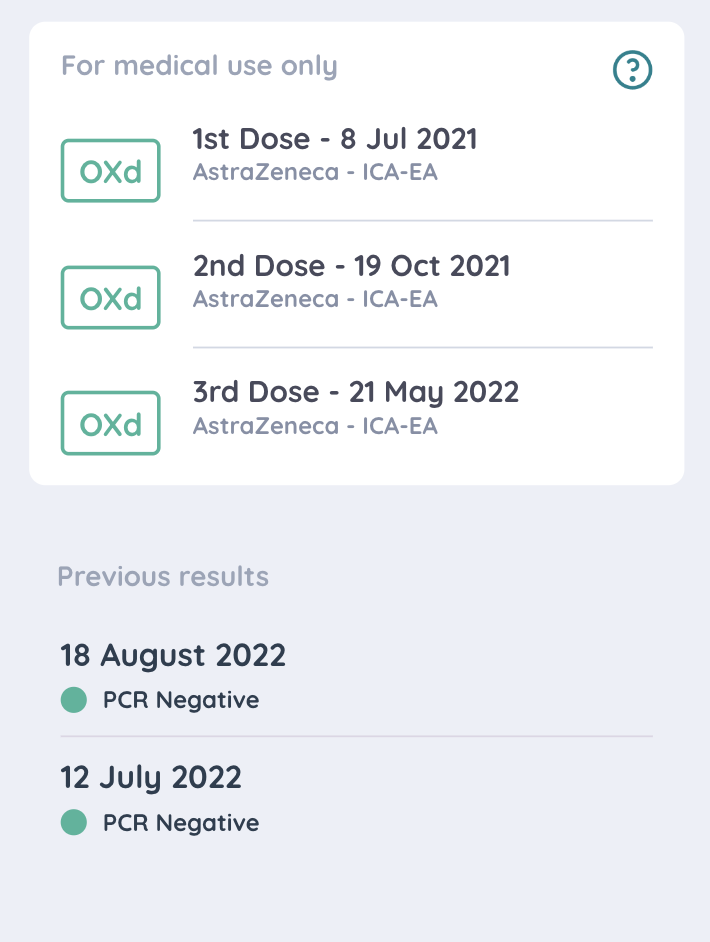 For medical use only
?
1st Dose - 8 Jul 2021
AstraZeneca - ICA-EA
OXd
2nd Dose - 19 Oct 2021
AstraZeneca - ICA-EA
OXd
3rd Dose - 21 May 2022
AstraZeneca - ICA-EA
OXd
Previous results
18 August 2022
PCR Negative
12 July 2022
PCR Negative